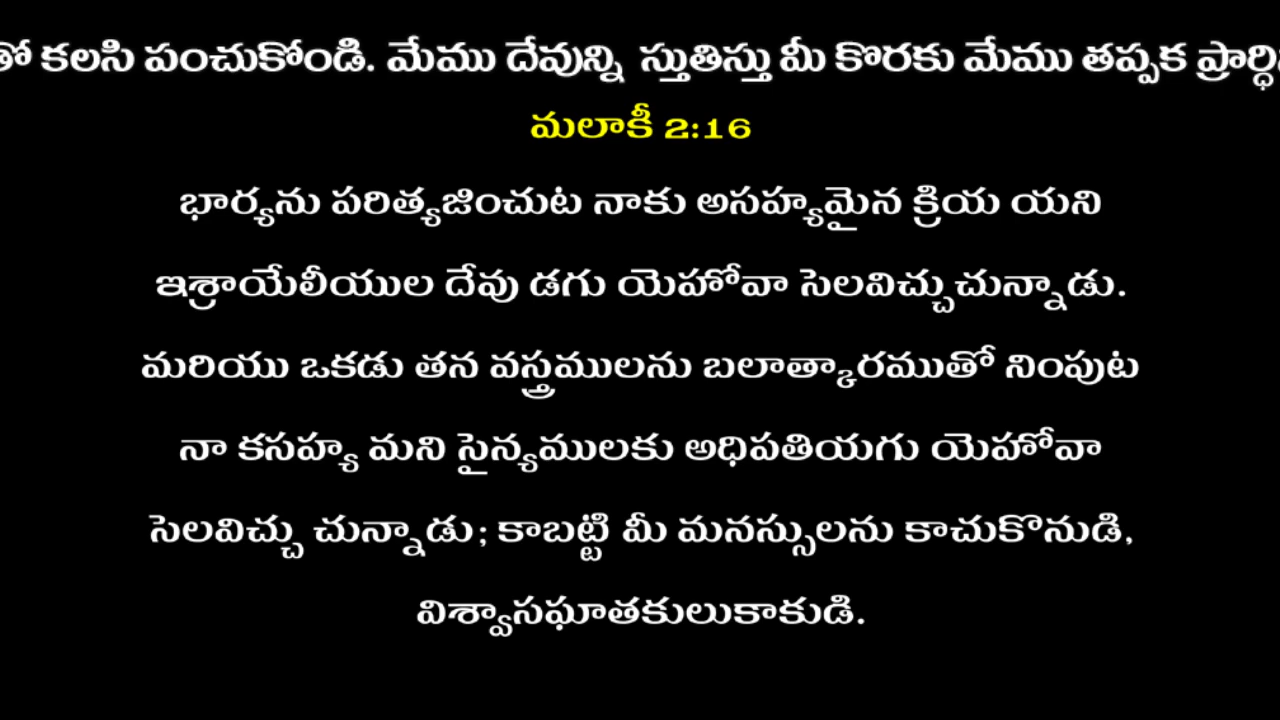 తో కలసి పంచుకోండి. మేము దేవున్ని స్తుతిస్తు మీ కొరకు మేము తప్పక
మలాకీ 2:16
భార్యను పరిత్యజించుట నాకు అసహ్యమైన క్రియ యని
ఇశ్రాయేలీయుల దేవు డగు యెహోవా సెలవిచ్చుచున్నాడు.
మరియు ఒకడు తన వస్త్రములను బలాత్కారముతో నింపుట
నా కసహ్య మని సైన్యములకు అధిపతియగు యెహోవా
సెలవిచ్చు చున్నాడు; కాబట్టి మీ మనస్సులను కాచుకొనుడి,
విశ్వాసఘాతకులుకాకుడి.